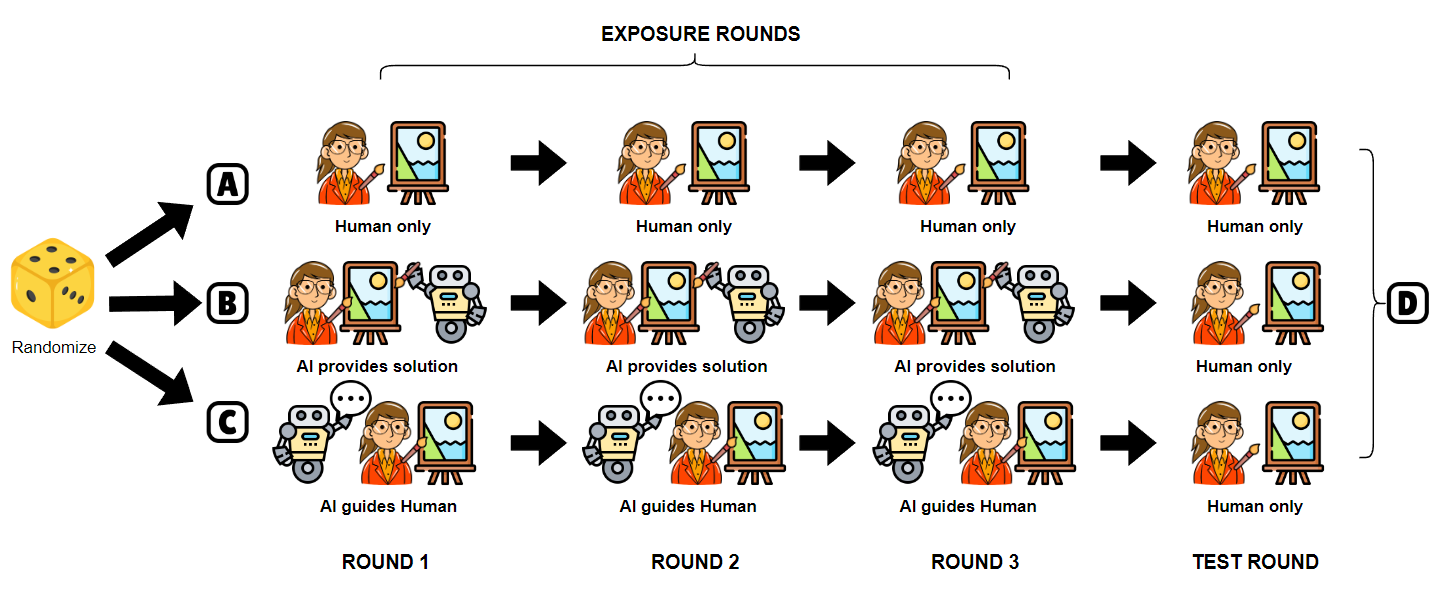 EXPOSURE ROUNDS
A
Human only
Human only
Human only
Human only
Randomize
B
D
AI provides solution
AI provides solution
AI provides solution
Human only
C
AI guides Human
AI guides Human
AI guides Human
Human only
ROUND 1
ROUND 2
ROUND 3
TEST ROUND